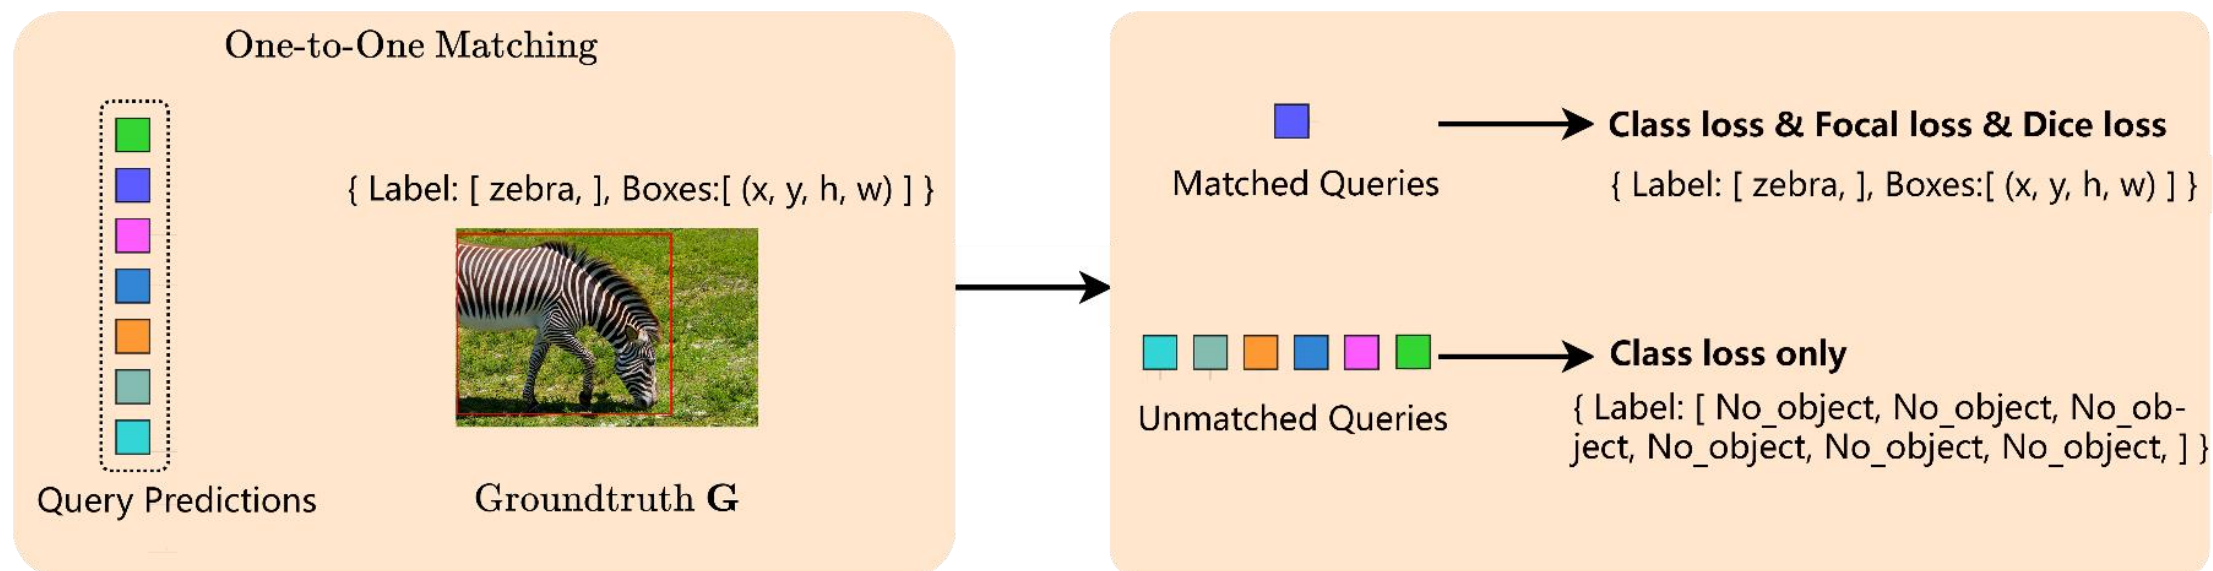 One-to-One Matching
{ Label: [ zebra, ], Boxes:[ (x, y, h, w) ] }
Query Predictions
Groundtruth G
Class loss & Focal loss & Dice loss
Matched Queries
{ Label: [ zebra, ], Boxes:[ (x, y, h, w) ] }
Class loss only
Unmatched Queries
{ Label: [ No_object, No_object, No_ob-
ject, No_object, No_object, No_object, ] }